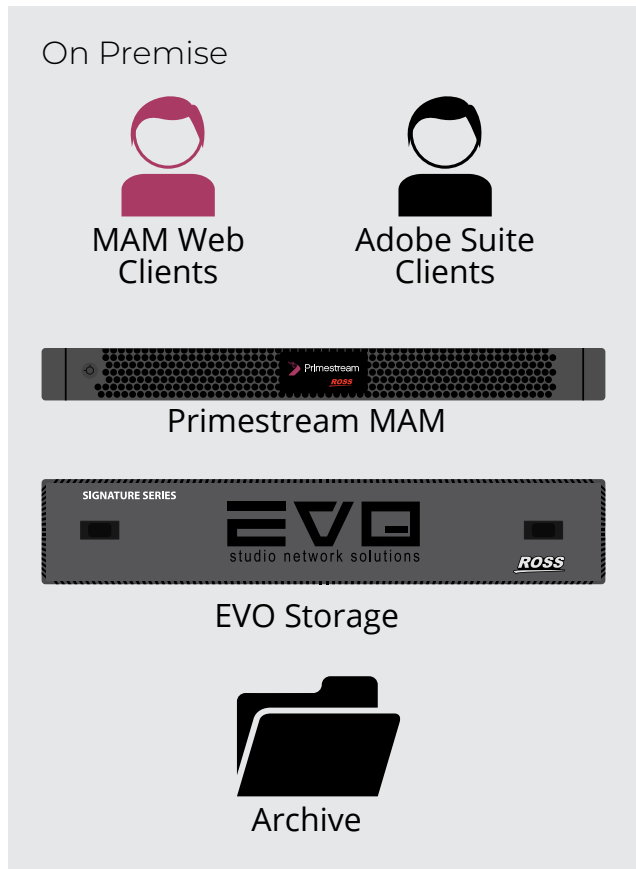 On Premise
MAM Web
Clients
Adobe Suite
Clients
Primestream
ROSS
Primestream MAM
SIGNATURE SERIES
EVO
studio network solutions
ROSS
EVO Storage
Archive